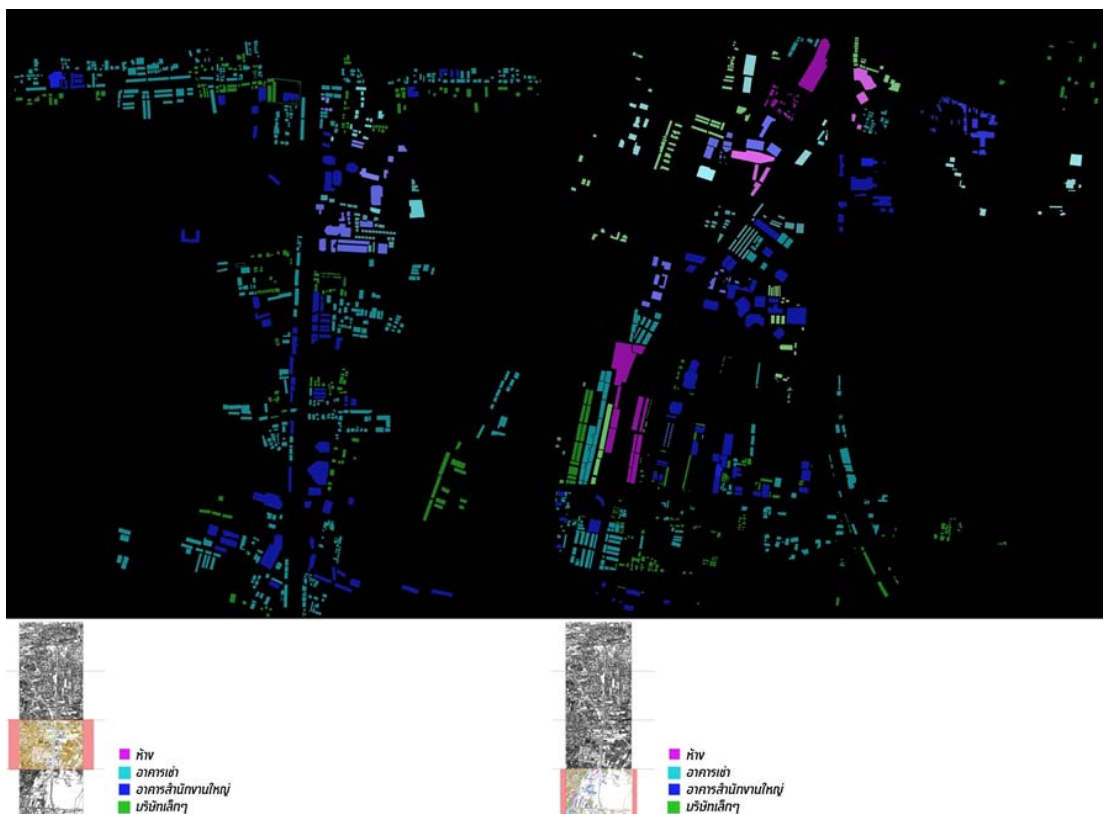 ห้าง
อาคารเช่า
อาคารสำนักงานใหญ่
บริษัทเล็กๆ
ห้าง
อาคารเช่า
อาคารสำนักงานใหญ่
บริษัทเล็กๆ